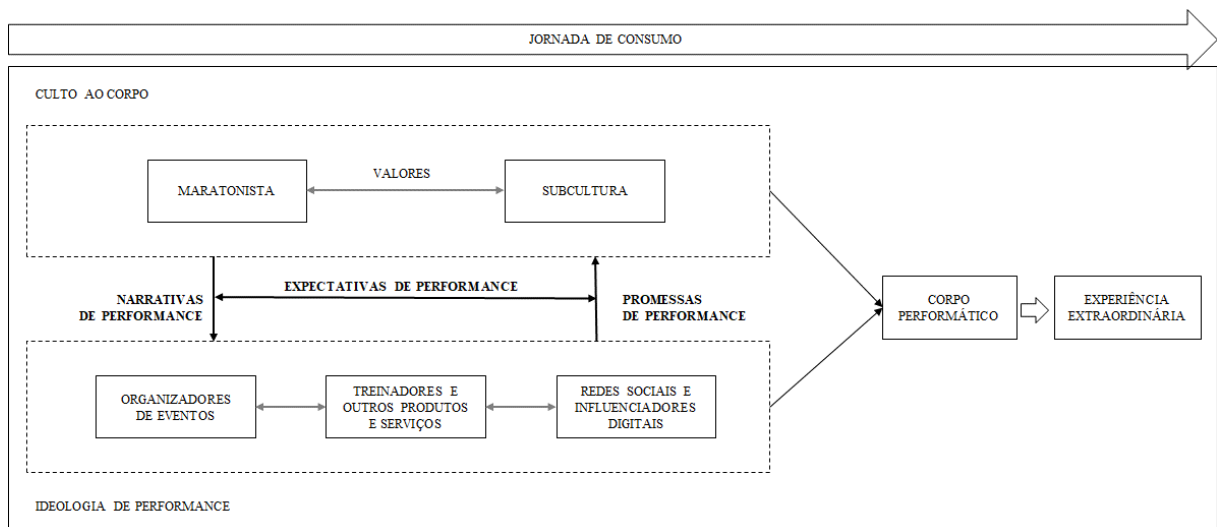 JORNADA DE CONSUMO
CULTO AO CORPO
MARATONISTA
VALORES
SUBCULTURA
NARRATIVAS
DE PERFORMANCE
EXPECTATIVAS DE PERFORMANCE
PROMESSAS
DE PERFORMANCE
CORPO
PERFORMÁTICO
EXPERIÊNCIA
EXTRAORDINÁRIA
ORGANIZADORES
DE EVENTOS
TREINADORES E
OUTROS PRODUTOS
E SERVIÇOS
REDES SOCIAIS E
INFLUENCIADORES
DIGITAIS
IDEOLOGIA DE PERFORMANCE